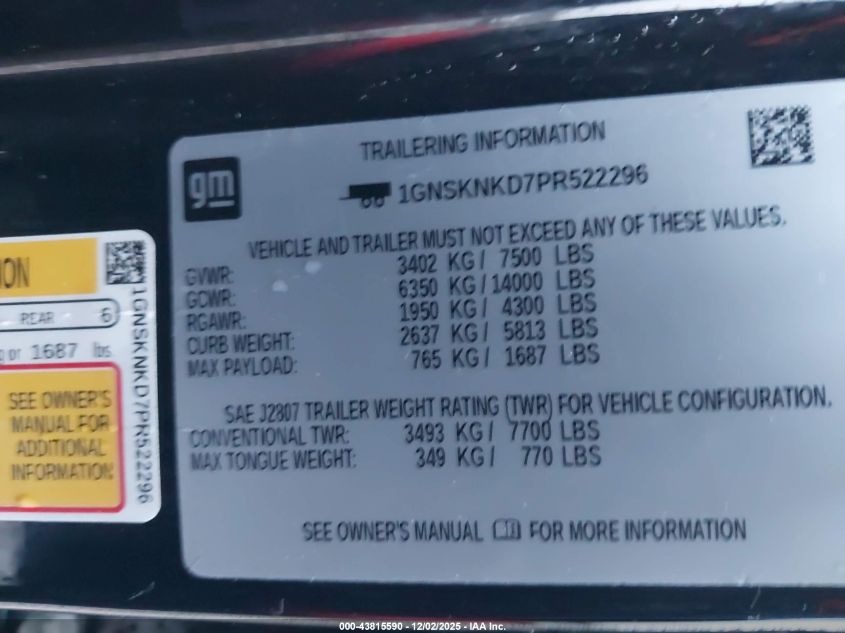 gm
TRAILERING INFORMATION
1GNSKNKD7PR522296
VEHICLE AND TRAILER MUST NOT EXCEED ANY OF THESE VALUES.
GVWR: 3402 KG / 7500 LBS
GCWR: 6350 KG / 14000 LBS
RGAWR: 1950 KG / 4300 LBS
CURB WEIGHT: 2637 KG / 5813 LBS
MAX PAYLOAD: 765 KG / 1687 LBS
SAE J2807 TRAILER WEIGHT RATING (TWR) FOR VEHICLE CONFIGURATION.
CONVENTIONAL TWR: 3493 KG / 7700 LBS
MAX TONGUE WEIGHT: 349 KG / 770 LBS
SEE OWNER'S MANUAL FOR MORE INFORMATION
REAR 6
or 1687 lbs.
SEE OWNER'S
MANUAL FOR
ADDITIONAL
INFORMATION
1GNSKNKD7PR522296
000-43815590 - 12/02/2025 - IAA Inc.